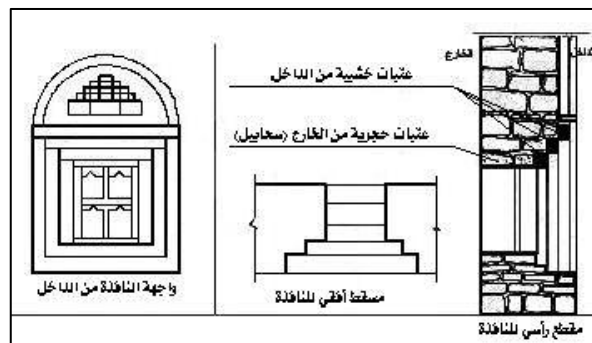 الخارج
الداخل
عتبات خشبية من الداخل
عتبات حجرية من الخارج (سحابيل)
واجهة النافذة من الداخل
مسقط أفقي للنافذة
مقطع رأسي للنافذة